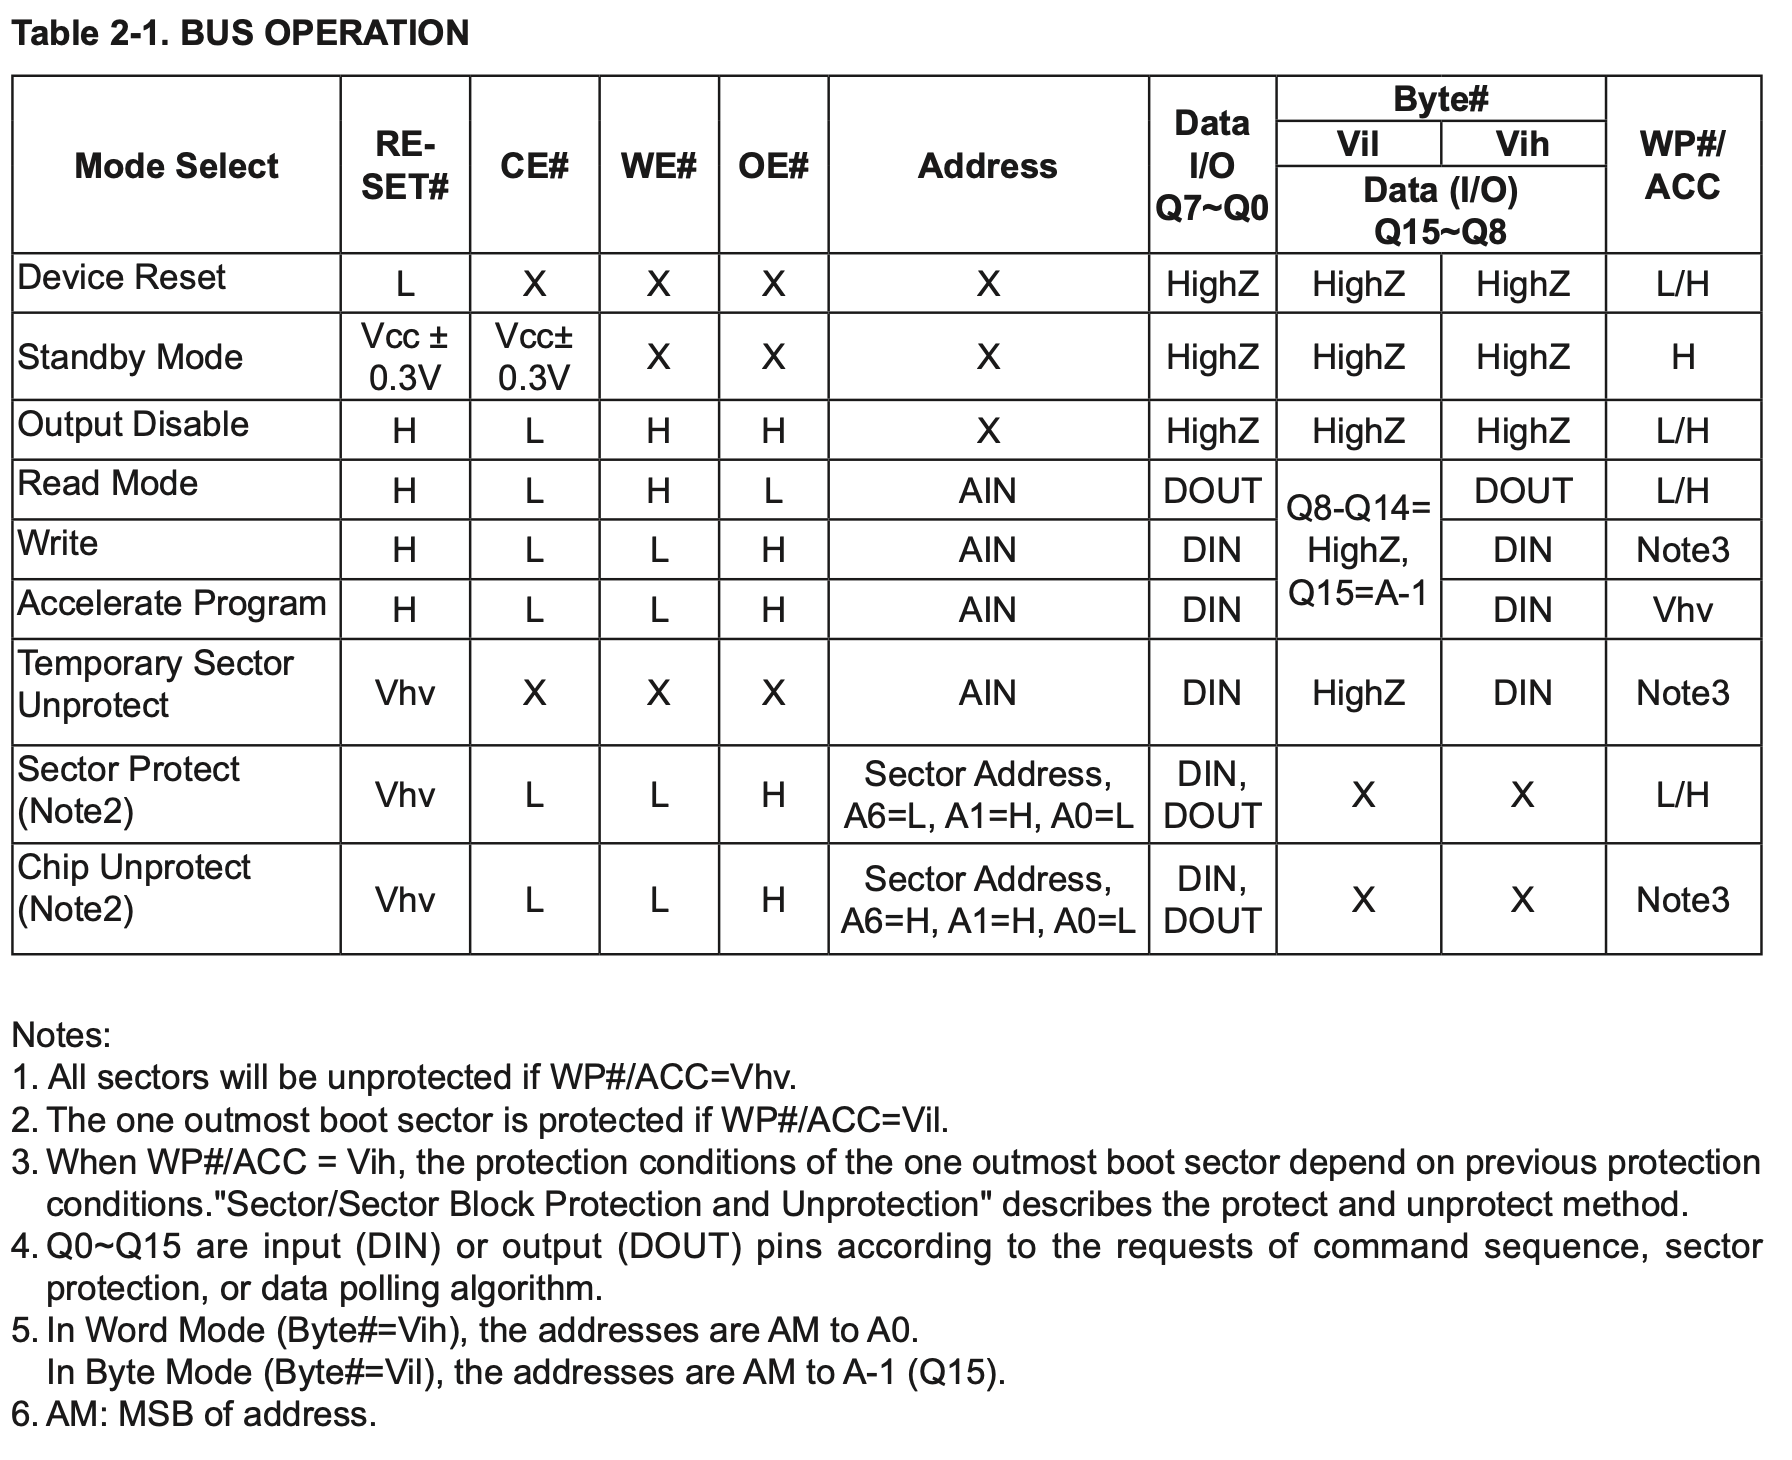 Table 2-1. BUS OPERATION
Mode Select RE-SET# CE# WE# OE# Address Data I/O Q7~Q0 Byte# Vil Vih Data (I/O) Q15~Q8 WP#/ ACC
Device Reset L X X X X HighZ HighZ HighZ L/H
Standby Mode Vcc ± 0.3V Vcc± 0.3V X X X HighZ HighZ HighZ H
Output Disable H L H H X HighZ HighZ HighZ L/H
Read Mode H L H L AIN DOUT Q8-Q14= HighZ, Q15=A-1 DOUT L/H
Write H L L H AIN DIN DIN Note3
Accelerate Program H L L H AIN DIN DIN Vhv
Temporary Sector Unprotect Vhv X X X AIN DIN HighZ DIN Note3
Sector Protect (Note2) Vhv L L H Sector Address, A6=L, A1=H, A0=L DIN, DOUT X X L/H
Chip Unprotect (Note2) Vhv L L H Sector Address, A6=H, A1=H, A0=L DIN, DOUT X X Note3
Notes:
1. All sectors will be unprotected if WP#/ACC=Vhv.
2. The one outmost boot sector is protected if WP#/ACC=Vil.
3. When WP#/ACC = Vih, the protection conditions of the one outmost boot sector depend on previous protection
conditions."Sector/Sector Block Protection and Unprotection" describes the protect and unprotect method.
4. Q0~Q15 are input (DIN) or output (DOUT) pins according to the requests of command sequence, sector
protection, or data polling algorithm.
5. In Word Mode (Byte#=Vih), the addresses are AM to A0.
In Byte Mode (Byte#=Vil), the addresses are AM to A-1 (Q15).
6. AM: MSB of address.